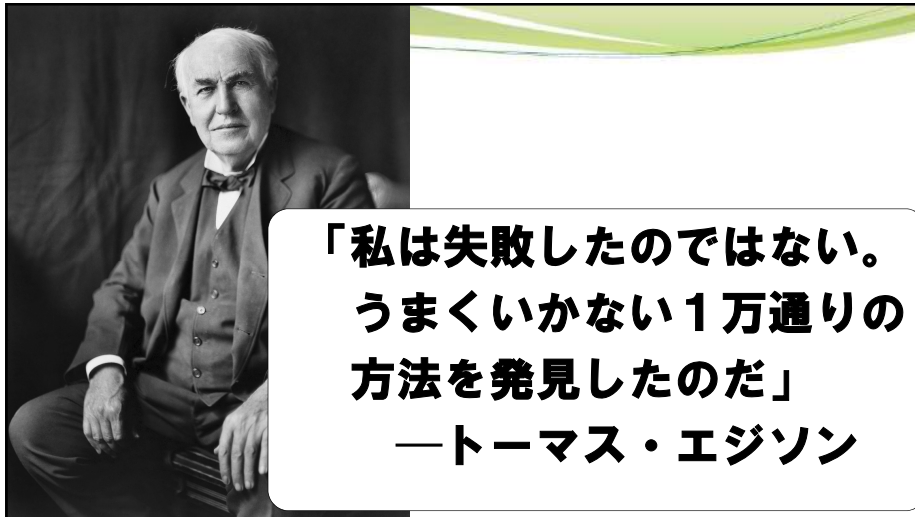 「私は失敗したのではない。
うまくいかない１万通りの
方法を発見したのだ」
―トーマス・エジソン